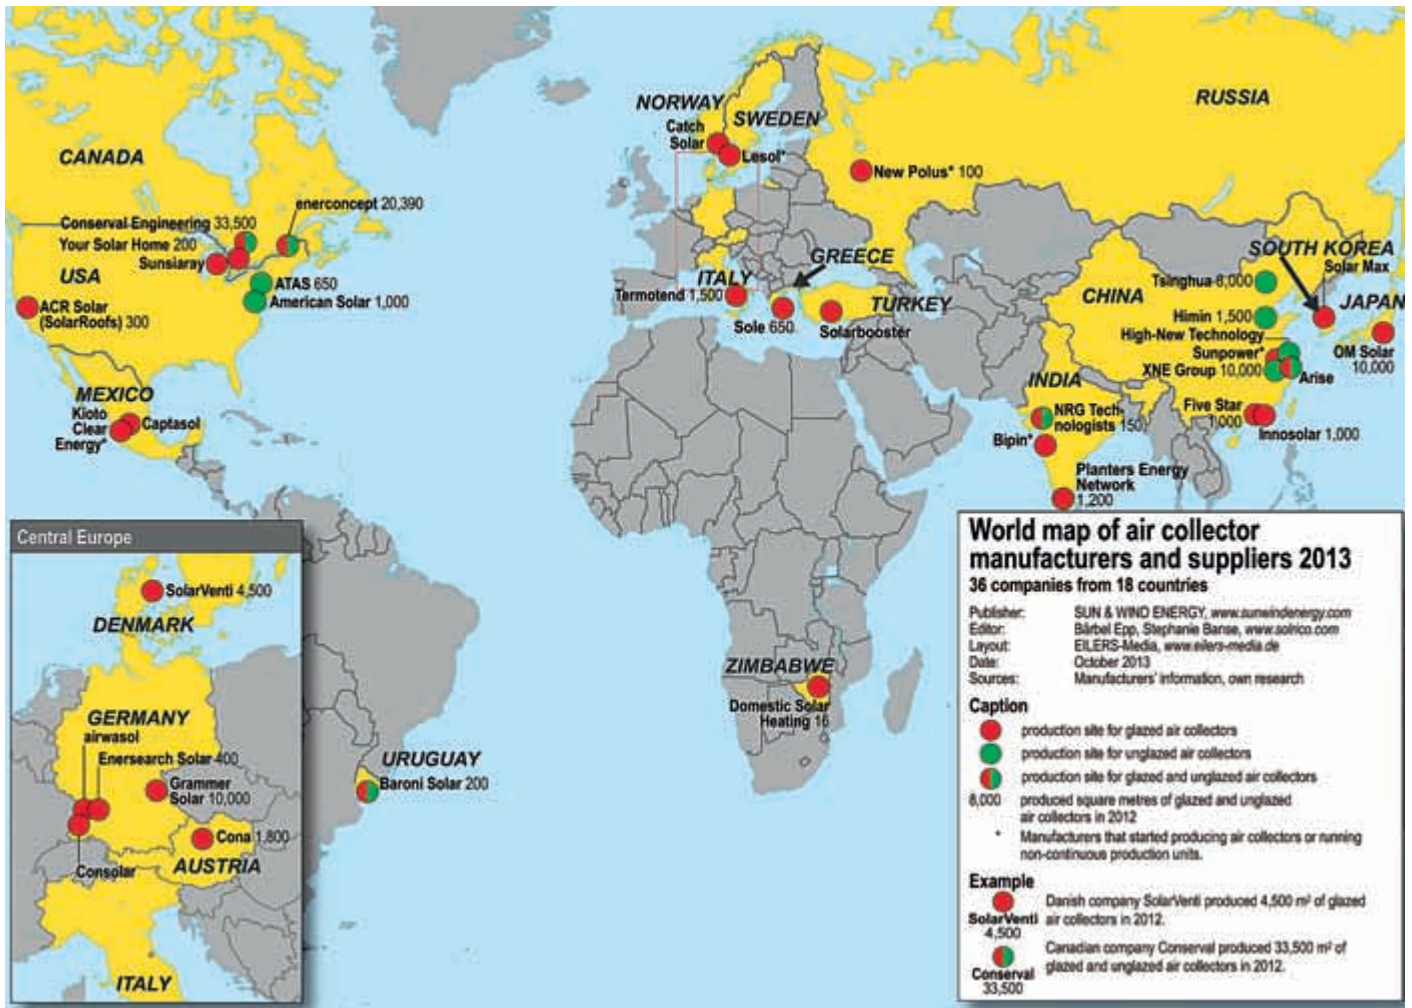 NORWAY
SWEDEN
RUSSIA
Catch
Solar
Lesol*
New Polus* 100
CANADA
enerconcept 20,390
Conserval Engineering 33,500
Your Solar Home 200
Sunsiaray
USA
ATAS 650
American Solar 1,000
ACR Solar
(SolarRoofs) 300
GREECE
ITALY
Termotend 1,500
TURKEY
Sole 650
Solarbooster
SOUTH KOREA
Solar Max
Tsinghua 8,000
CHINA
JAPAN
Himin 1,500
High-New Technology
Sunpower*
OM Solar
10,000
XNE Group 10,000
Arise
INDIA
MEXICO
Kioto
Clear
Energy*
Captasol
NRG Tech-
nologists 150
Five Star
1,000
Innosolar 1,000
Bipin*
Planters Energy
Network
1,200
Central Europe
SolarVenti 4,500
DENMARK
GERMANY
airwasol
Enersearch Solar 400
Grammer
Solar 10,000
Cona 1,800
Consolar
AUSTRIA
ITALY
URUGUAY
Baroni Solar 200
ZIMBABWE
Domestic Solar
Heating 16
World map of air collector
manufacturers and suppliers 2013
36 companies from 18 countries
Publisher: SUN & WIND ENERGY, www.sunwindenergy.com
Editor: Bärbel Epp, Stephanie Banse, www.solrico.com
Layout: EILERS-Media, www.eilers-media.de
Date: October 2013
Sources: Manufacturers' information, own research
Caption
production site for glazed air collectors
production site for unglazed air collectors
production site for glazed and unglazed air collectors
8,000 produced square metres of glazed and unglazed
air collectors in 2012
* Manufacturers that started producing air collectors or running
non-continuous production units.
Example
Danish company SolarVenti produced 4,500 m² of glazed
air collectors in 2012.
SolarVenti
4,500
Canadian company Conserval produced 33,500 m² of
glazed and unglazed air collectors in 2012.
Conserval
33,500